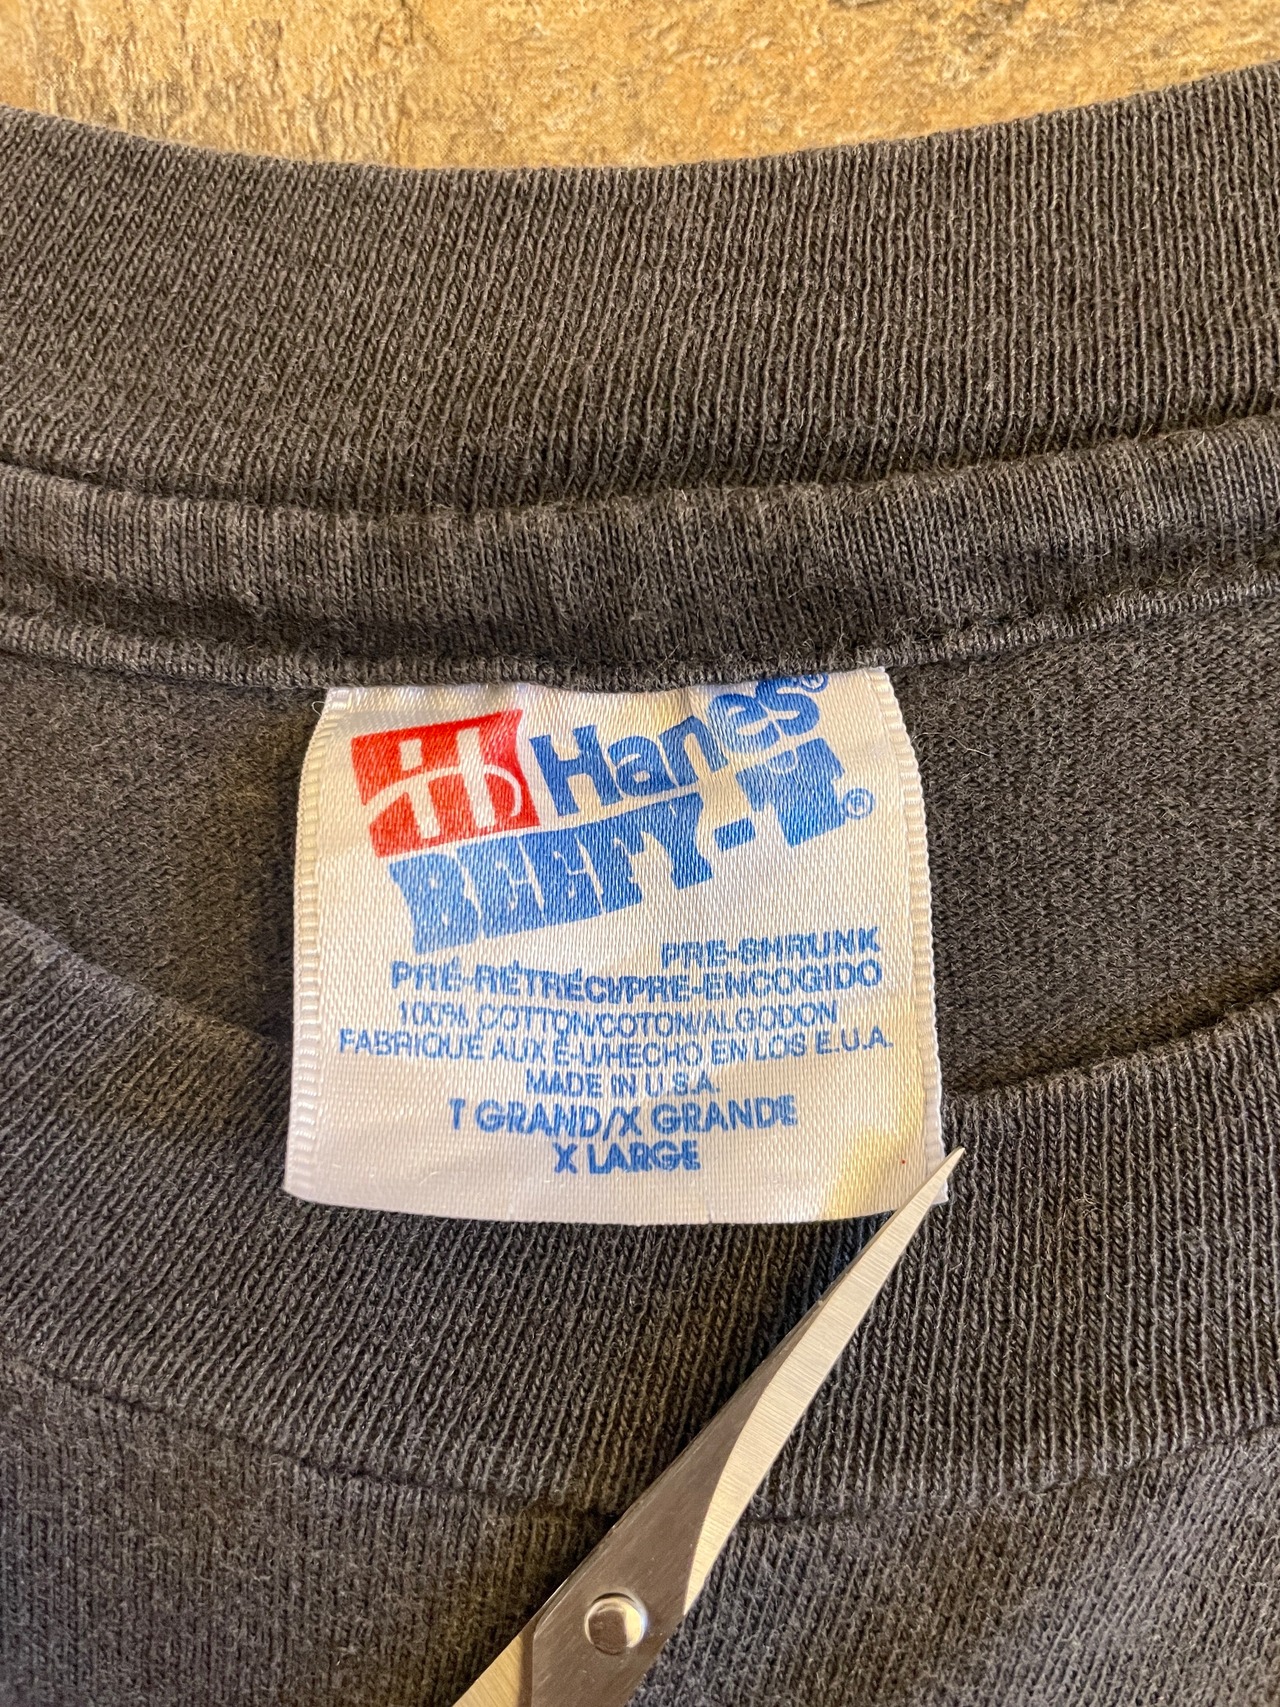 Hanes®
BEEFY-T®
PRE-SHRUNK
PRÉ-RÉTRÉCI/PRE-ENCOGIDO
100% COTTON/COTON/ALGODON
FABRIQUÉ AUX É-U/HECHO EN LOS E.U.A.
MADE IN U.S.A.
T GRAND/X GRANDE
X LARGE